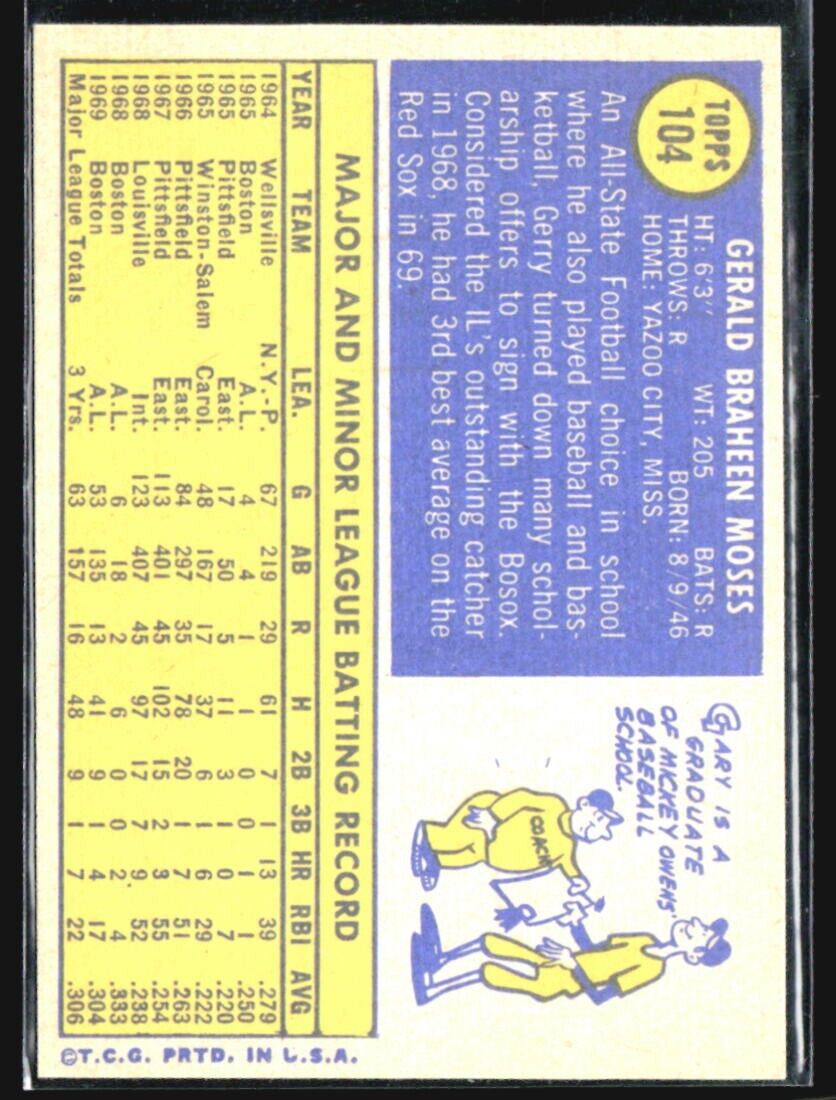 TOPPS
104
GERALD BRAHEEN MOSES
HT: 6'3" WT: 205 BATS: R
THROWS: R BORN: 8/9/46
HOME: YAZOO CITY, MISS.
An All-State Football choice in school
where he also played baseball and bas-
ketball, Gerry turned down many schol-
arship offers to sign with the Bosox.
Considered the IL's outstanding catcher
in 1968, he had 3rd best average on the
Red Sox in 69.
GARY IS A
GRADUATE
OF MICKEY OWENS'
BASEBALL
SCHOOL.
COACH
MAJOR AND MINOR LEAGUE BATTING RECORD
YEAR TEAM LEA. G AB R H 2B 3B HR RBI AVG
1964 Wellsville N.Y.-P. 67 219 29 61 7 1 13 39 .279
1965 Boston A.L. 4 4 1 1 0 0 1 1 .250
1965 Pittsfield East. 17 50 5 11 3 1 0 7 .220
1965 Winston-Salem Carol. 48 167 17 37 6 1 6 29 .222
1966 Pittsfield East. 84 297 35 78 20 1 7 51 .263
1967 Pittsfield East. 113 401 45 102 15 2 3 55 .254
1968 Louisville Int. 123 407 45 97 17 7 9 52 .238
1968 Boston A.L. 6 18 2 6 0 0 2 4 .333
1969 Boston A.L. 53 135 13 41 9 1 4 17 .304
Major League Totals 3 Yrs. 63 157 16 48 9 1 7 22 .306
©T.C.G. PRTD. IN U.S.A.